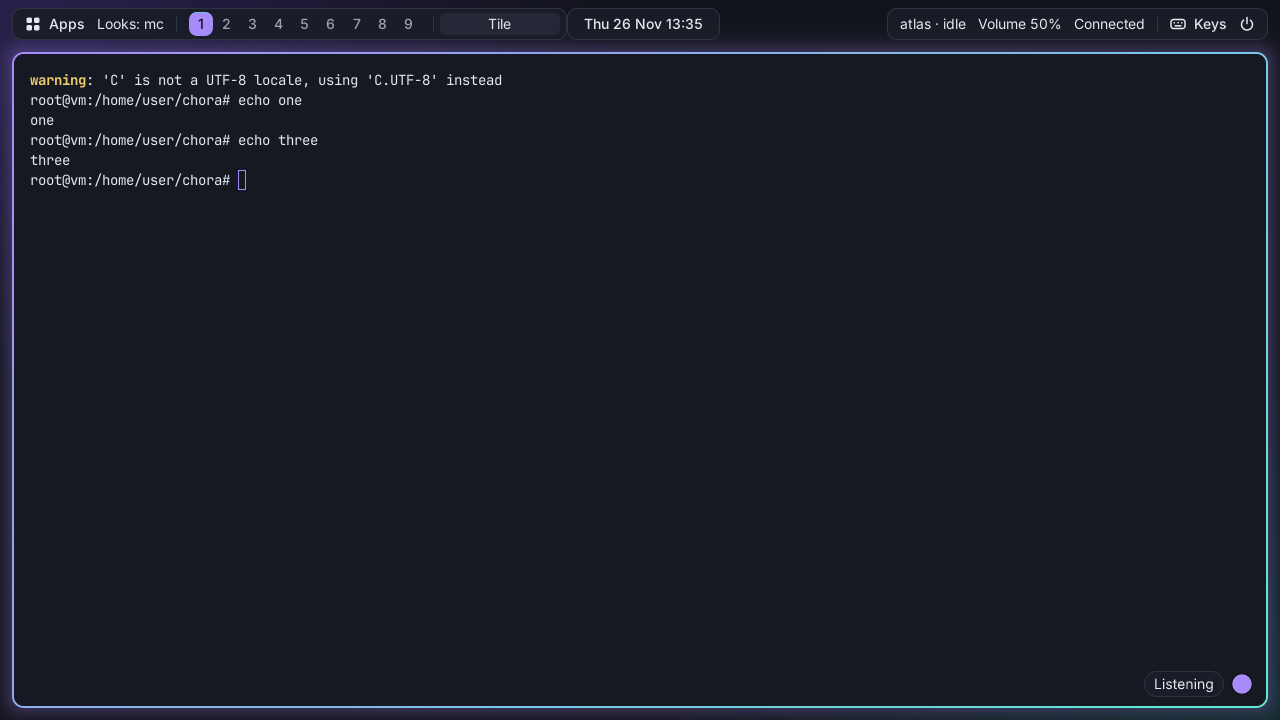 Apps Looks: mc 1 2 3 4 5 6 7 8 9 Tile Thu 26 Nov 13:35 atlas · idle Volume 50% Connected Keys
warning: 'C' is not a UTF-8 locale, using 'C.UTF-8' instead
root@vm:/home/user/chora# echo one
one
root@vm:/home/user/chora# echo three
three
root@vm:/home/user/chora#
Listening